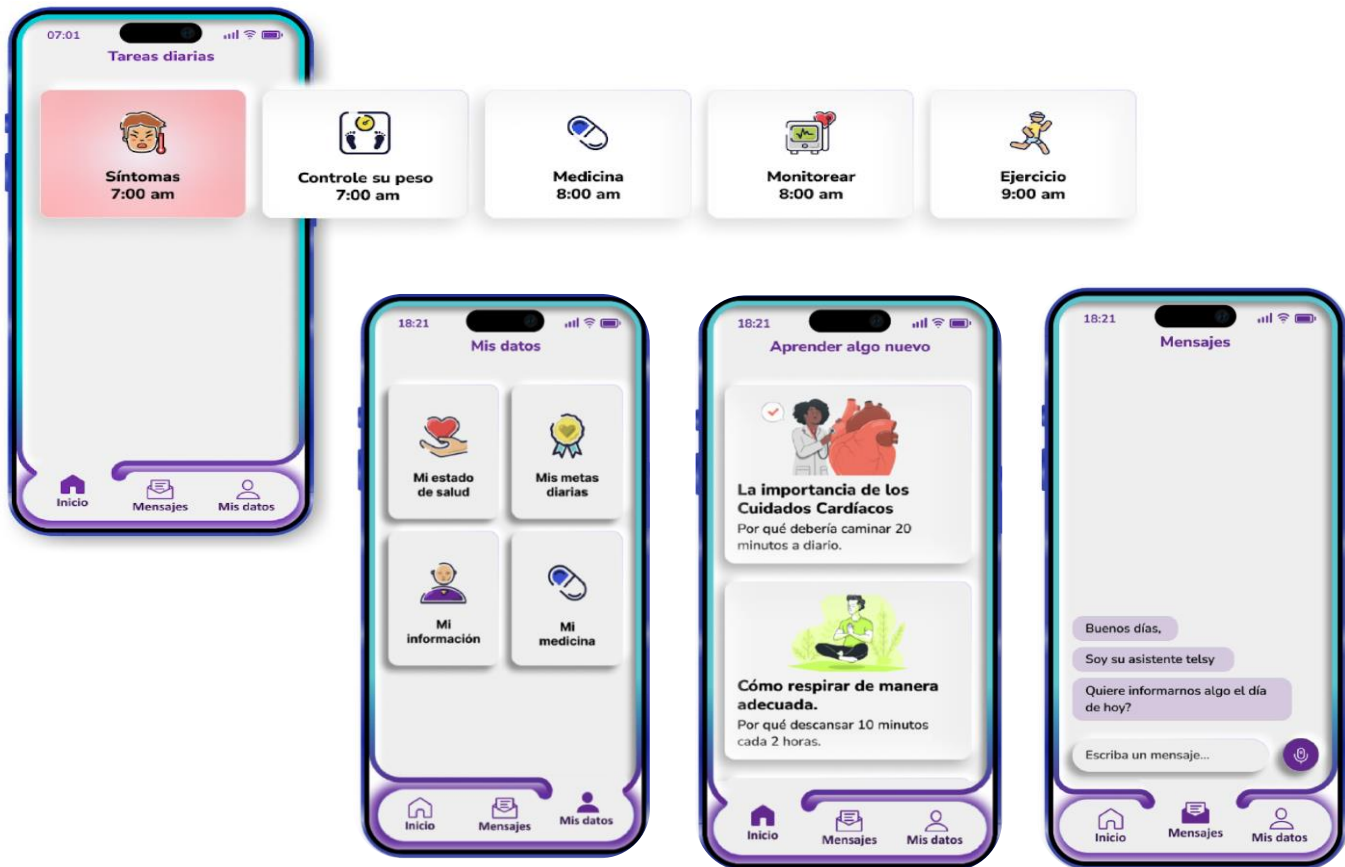 07:01
Tareas diarias
Síntomas
7:00 am
Controle su peso
7:00 am
Medicina
8:00 am
Monitorear
8:00 am
Ejercicio
9:00 am
Inicio
Mensajes
Mis datos
18:21
Mis datos
Mi estado
de salud
Mis metas
diarias
Mi
información
Mi
medicina
Inicio
Mensajes
Mis datos
18:21
Aprender algo nuevo
La importancia de los
Cuidados Cardíacos
Por qué debería caminar 20
minutos a diario.
Cómo respirar de manera
adecuada.
Por qué descansar 10 minutos
cada 2 horas.
Inicio
Mensajes
Mis datos
18:21
Mensajes
Buenos días,
Soy su asistente telsy
Quiere informarnos algo el día
de hoy?
Escriba un mensaje...
Inicio
Mensajes
Mis datos